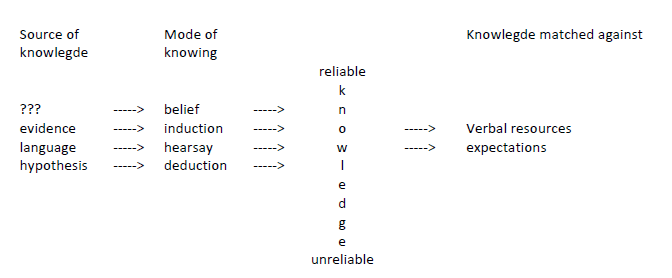 Source of knowlegde Mode of knowing Knowlegde matched against
reliable
k
??? -----> belief -----> n
evidence -----> induction -----> o -----> Verbal resources
language -----> hearsay -----> w -----> expectations
hypothesis -----> deduction -----> l
e
d
g
e
unreliable